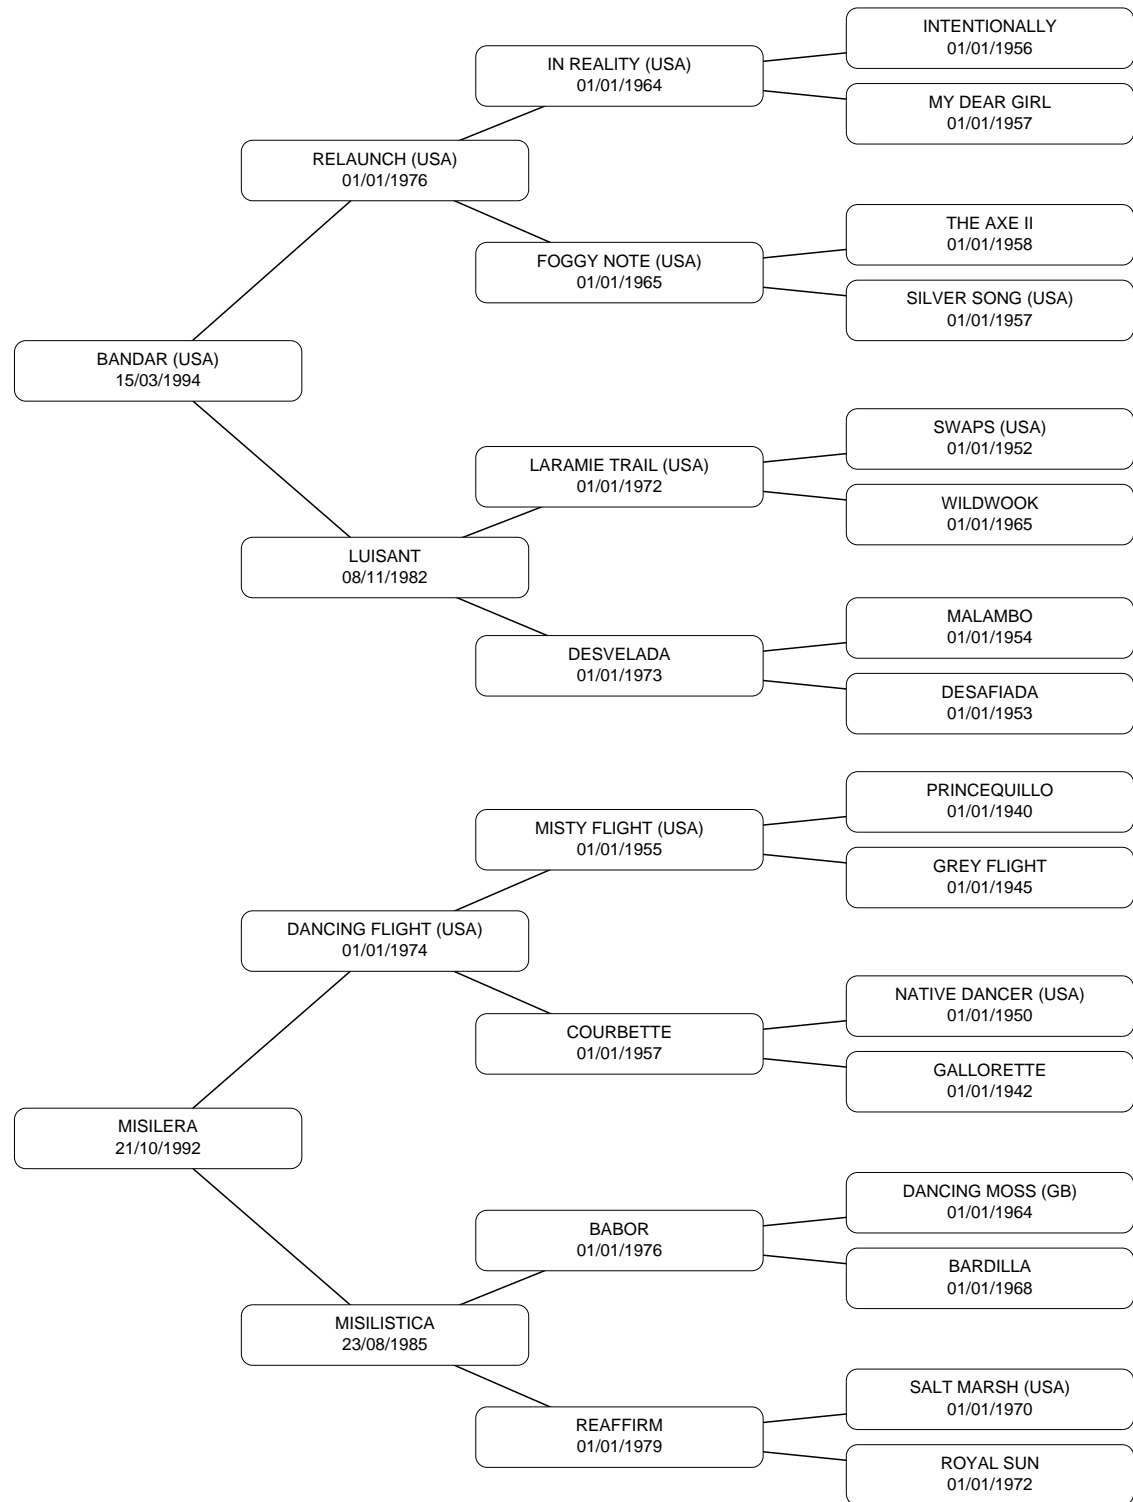 INTENTIONALLY
01/01/1956
IN REALITY (USA)
01/01/1964
MY DEAR GIRL
01/01/1957
RELAUNCH (USA)
01/01/1976
THE AXE II
01/01/1958
FOGGY NOTE (USA)
01/01/1965
SILVER SONG (USA)
01/01/1957
BANDAR (USA)
15/03/1994
SWAPS (USA)
01/01/1952
LARAMIE TRAIL (USA)
01/01/1972
WILDWOOK
01/01/1965
LUISANT
08/11/1982
MALAMBO
01/01/1954
DESVELADA
01/01/1973
DESAFIADA
01/01/1953
PRINCEQUILLO
01/01/1940
MISTY FLIGHT (USA)
01/01/1955
GREY FLIGHT
01/01/1945
DANCING FLIGHT (USA)
01/01/1974
NATIVE DANCER (USA)
01/01/1950
COURBETTE
01/01/1957
GALLORETTE
01/01/1942
MISILERA
21/10/1992
DANCING MOSS (GB)
01/01/1964
BABOR
01/01/1976
BARDILLA
01/01/1968
MISILISTICA
23/08/1985
SALT MARSH (USA)
01/01/1970
REAFFIRM
01/01/1979
ROYAL SUN
01/01/1972